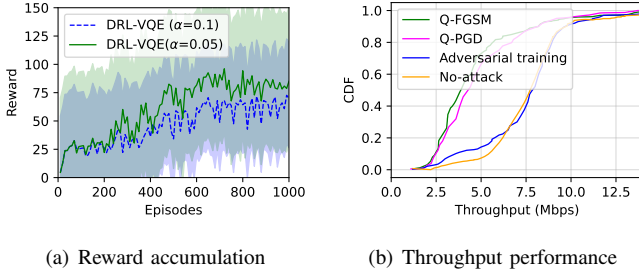 DRL-VQE (α=0.1)
DRL-VQE(α=0.05)
Reward
150
125
100
75
50
25
0
0 200 400 600 800 1000
Episodes
(a) Reward accumulation
Q-FGSM
Q-PGD
Adversarial training
No-attack
CDF
1.0
0.8
0.6
0.4
0.2
0.0
0.0 2.5 5.0 7.5 10.0 12.5
Throughput (Mbps)
(b) Throughput performance